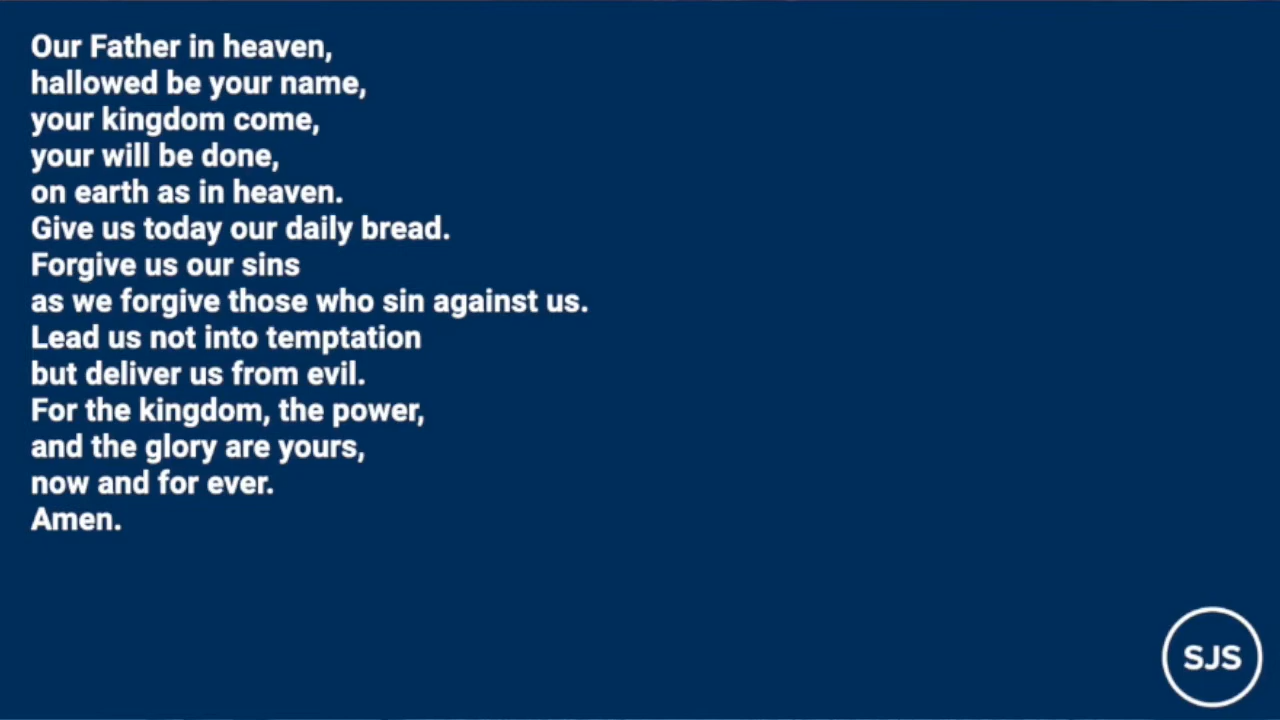 Our Father in heaven,
hallowed be your name,
your kingdom come,
your will be done,
on earth as in heaven.
Give us today our daily bread.
Forgive us our sins
as we forgive those who sin against us.
Lead us not into temptation
but deliver us from evil.
For the kingdom, the power,
and the glory are yours,
now and for ever.
Amen.
SJS